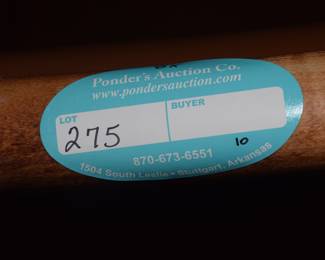 Ponder's Auction Co.
www.pondersauction.com
LOT BUYER
275
10
870-673-6551
1504 South Leslie • Stuttgart, Arkansas